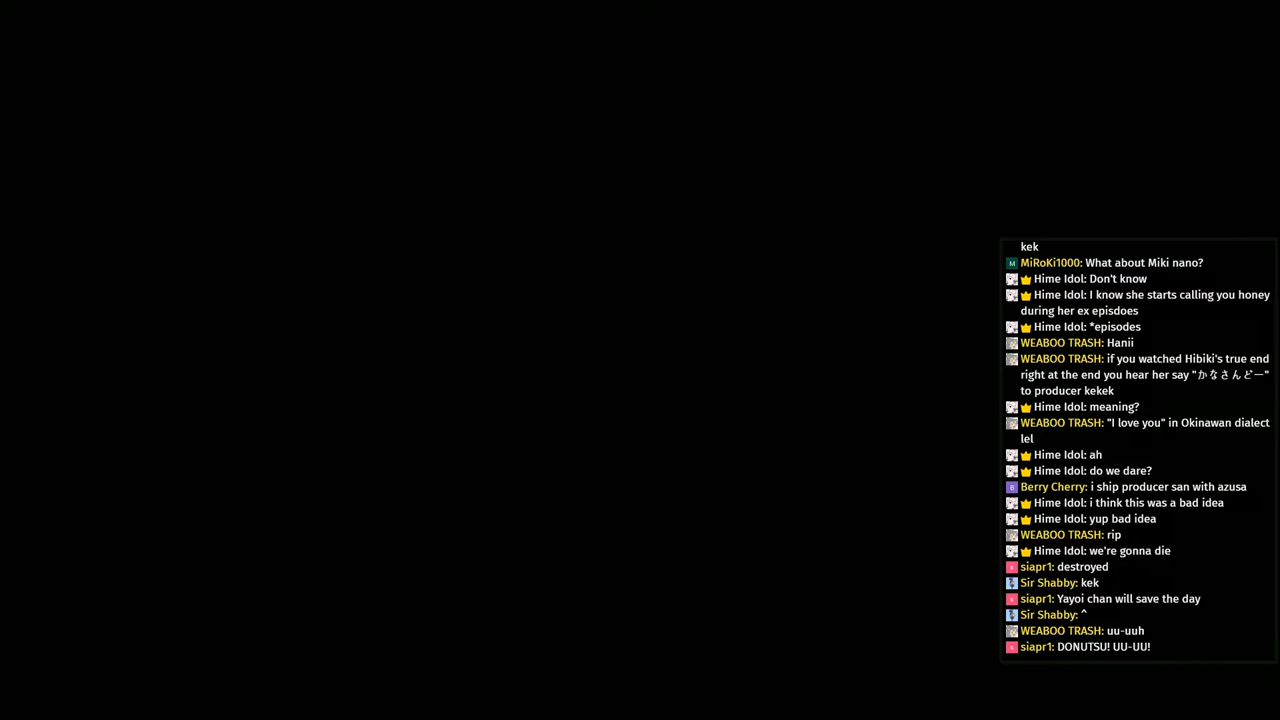 kek
M MiRoKi1000: What about Miki nano?
Hime Idol: Don't know
Hime Idol: I know she starts calling you honey
during her ex epsidoes
Hime Idol: *episodes
WEABOO TRASH: Hanii
WEABOO TRASH: if you watched Hibiki's true end
right at the end you hear her say "かなさんどー"
to producer kekek
Hime Idol: meaning?
WEABOO TRASH: "I love you" in Okinawan dialect
lel
Hime Idol: ah
Hime Idol: do we dare?
B Berry Cherry: i ship producer san with azusa
Hime Idol: i think this was a bad idea
Hime Idol: yup bad idea
WEABOO TRASH: rip
Hime Idol: we're gonna die
s siapr1: destroyed
Sir Shabby: kek
s siapr1: Yayoi chan will save the day
Sir Shabby: ^
WEABOO TRASH: uu-uuh
s siapr1: DONUTSU! UU-UU!